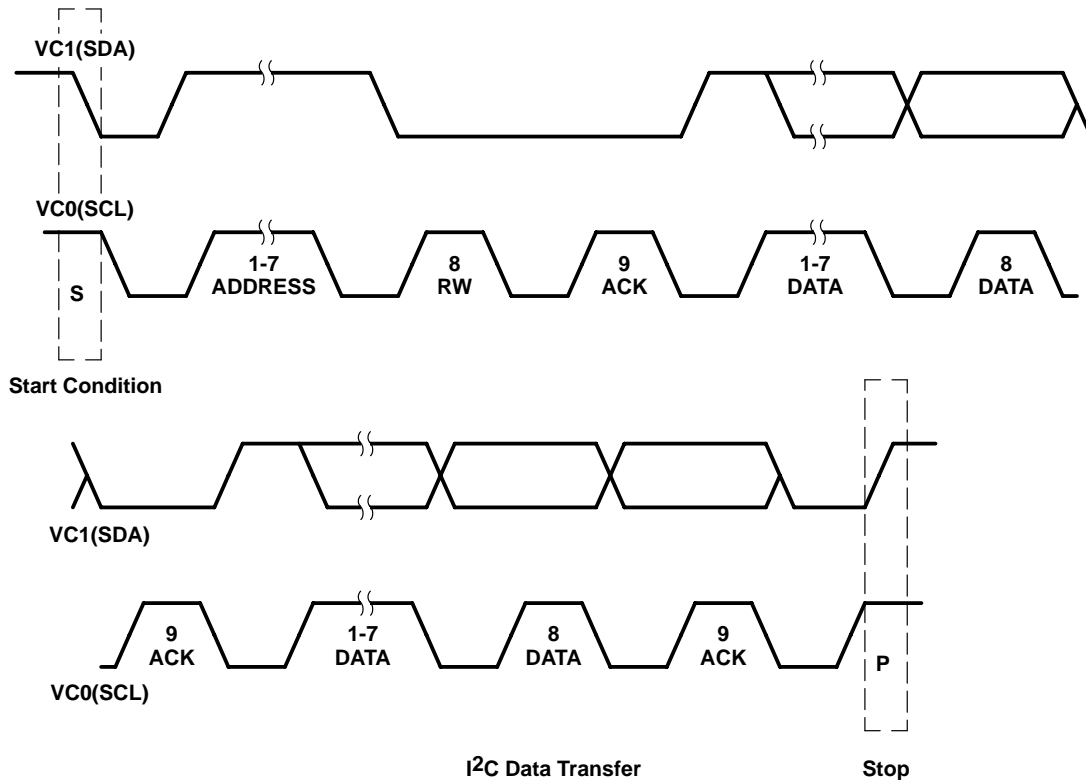 VC1(SDA)
VC0(SCL)
S
1-7
ADDRESS
8
RW
9
ACK
1-7
DATA
8
DATA
Start Condition
VC1(SDA)
9
ACK
1-7
DATA
8
DATA
9
ACK
P
VC0(SCL)
I2C Data Transfer
Stop